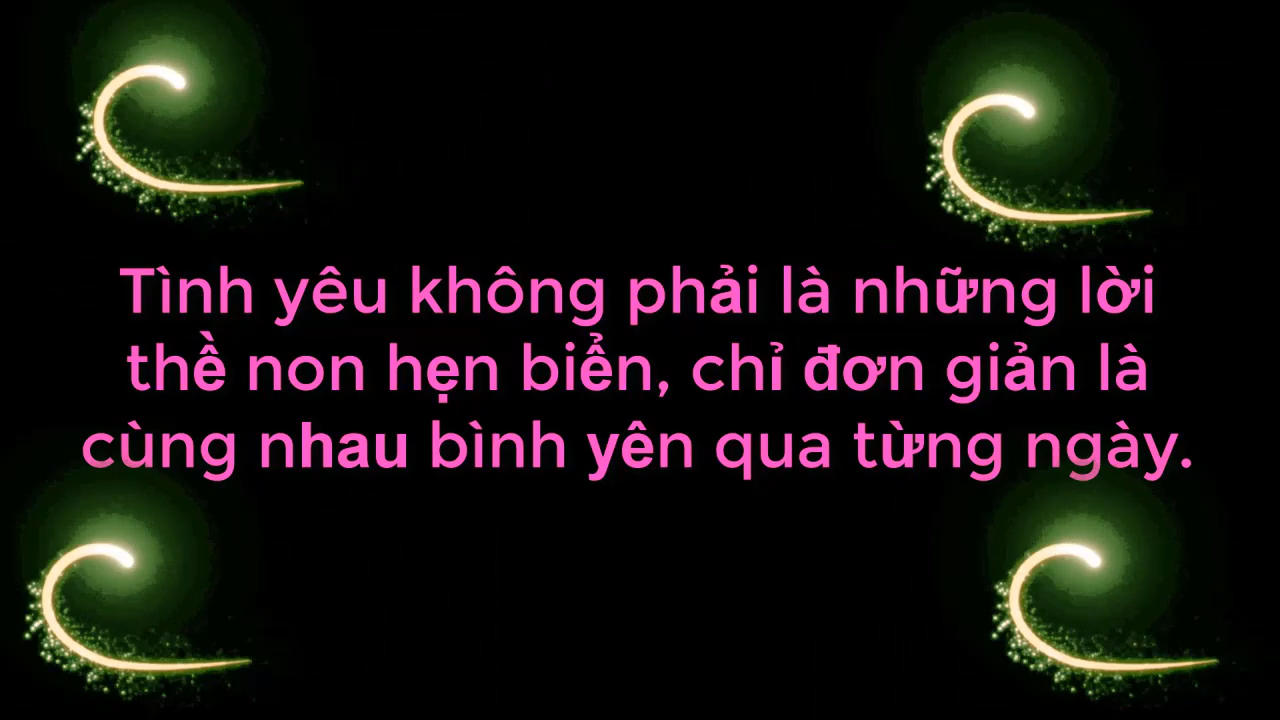 Tình yêu không phải là những lời
thề non hẹn biển, chỉ đơn giản là
cùng nhau bình yên qua từng ngày.